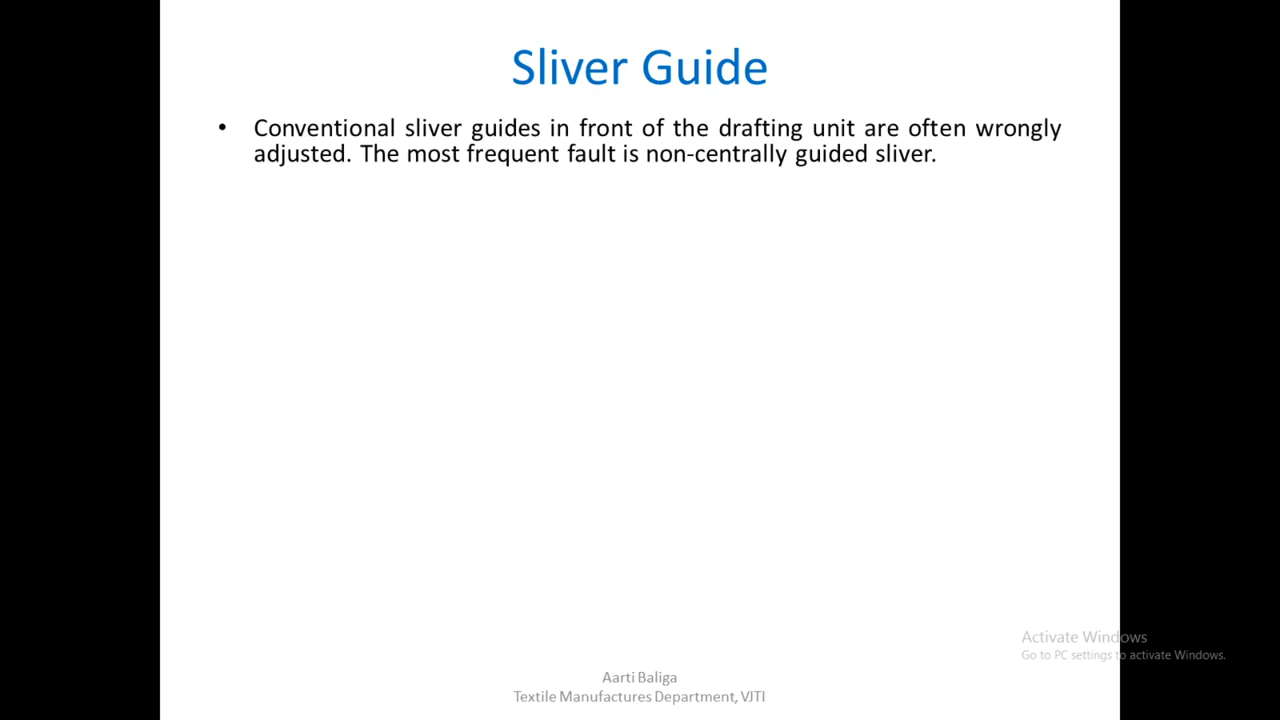 Sliver Guide
• Conventional sliver guides in front of the drafting unit are often wrongly
adjusted. The most frequent fault is non-centrally guided sliver.
Activate Windows
Go to PC settings to activate Windows.
Aarti Baliga
Textile Manufactures Department, VJTI